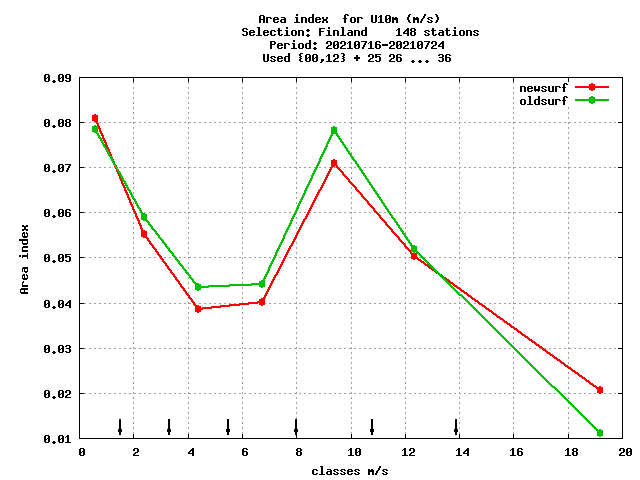 Area index  for U10m (m/s)
Selection: Finland    148 stations
Period: 20210716-20210724
Used {00,12} + 25 26 ... 36
newsurf
oldsurf
0.09
0.08
0.07
0.06
0.05
0.04
0.03
0.02
0.01
Area index
0 2 4 6 8 10 12 14 16 18 20
classes m/s